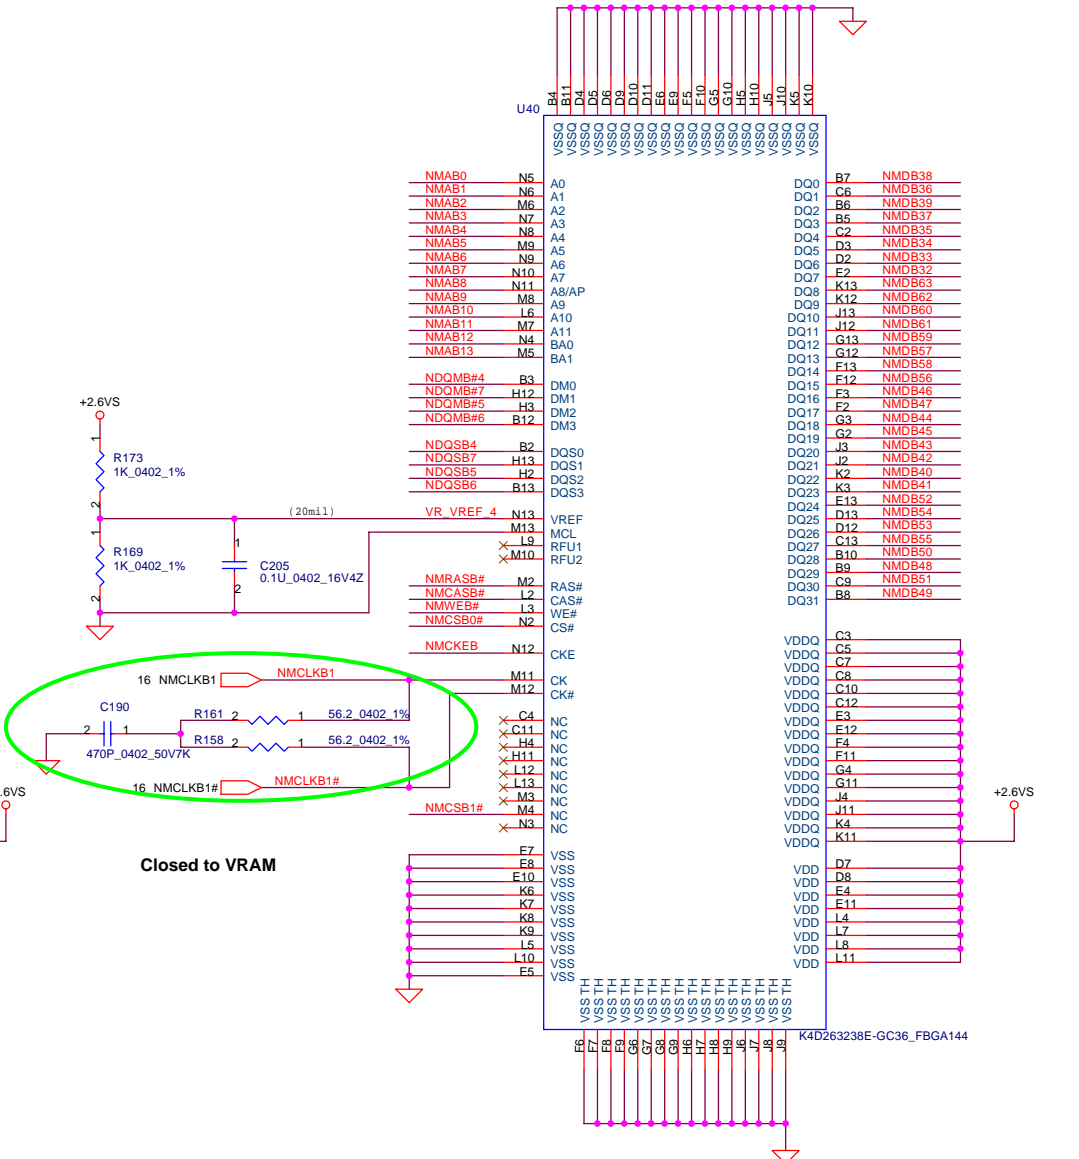 B4 B11 D4 D5 D6 D9 D10 D11 E6 E9 F5 F10 G5 G10 H5 H10 J5 J10 K5 K10
U40
VSSQ VSSQ VSSQ VSSQ VSSQ VSSQ VSSQ VSSQ VSSQ VSSQ VSSQ VSSQ VSSQ VSSQ VSSQ VSSQ VSSQ VSSQ VSSQ VSSQ
NMAB0 N5 A0 DQ0 B7 NMDB38
NMAB1 N6 A1 DQ1 C6 NMDB36
NMAB2 M6 A2 DQ2 B6 NMDB39
NMAB3 N7 A3 DQ3 B5 NMDB37
NMAB4 N8 A4 DQ4 C2 NMDB35
NMAB5 M9 A5 DQ5 D3 NMDB34
NMAB6 N9 A6 DQ6 D2 NMDB33
NMAB7 N10 A7 DQ7 E2 NMDB32
NMAB8 N11 A8/AP DQ8 K13 NMDB63
NMAB9 M8 A9 DQ9 K12 NMDB62
NMAB10 L6 A10 DQ10 J13 NMDB60
NMAB11 M7 A11 DQ11 J12 NMDB61
NMAB12 N4 BA0 DQ12 G13 NMDB59
NMAB13 M5 BA1 DQ13 G12 NMDB57
DQ14 F13 NMDB58
NDQMB#4 B3 DM0 DQ15 F12 NMDB56
NDQMB#7 H12 DM1 DQ16 F3 NMDB46
NDQMB#5 H3 DM2 DQ17 F2 NMDB47
NDQMB#6 B12 DM3 DQ18 G3 NMDB44
DQ19 G2 NMDB45
NDQSB4 B2 DQS0 DQ20 J3 NMDB43
NDQSB7 H13 DQS1 DQ21 J2 NMDB42
NDQSB5 H2 DQS2 DQ22 K2 NMDB40
NDQSB6 B13 DQS3 DQ23 K3 NMDB41
DQ24 E13 NMDB52
+2.6VS
1
R173
1K_0402_1%
2
(20mil) VR_VREF_4 N13 VREF DQ25 D13 NMDB54
M13 MCL DQ26 D12 NMDB53
L9 RFU1 DQ27 C13 NMDB55
M10 RFU2 DQ28 B10 NMDB50
DQ29 B9 NMDB48
1
R169
1K_0402_1%
2
1
C205
0.1U_0402_16V4Z
2
NMRASB# M2 RAS# DQ30 C9 NMDB51
NMCASB# L2 CAS# DQ31 B8 NMDB49
NMWEB# L3 WE#
NMCSB0# N2 CS#
VDDQ C3
NMCKEB N12 CKE VDDQ C5
VDDQ C7
16 NMCLKB1 NMCLKB1 M11 CK VDDQ C8
M12 CK# VDDQ C10
VDDQ C12
C190
2 1
470P_0402_50V7K
R161 2 1 56.2_0402_1%
R158 2 1 56.2_0402_1%
C4 NC VDDQ E3
C11 NC VDDQ E12
H4 NC VDDQ F4
H11 NC VDDQ F11
L12 NC VDDQ G4
16 NMCLKB1# NMCLKB1# L13 NC VDDQ G11
M3 NC VDDQ J4
NMCSB1# M4 NC VDDQ J11
N3 NC VDDQ K4
VDDQ K11
.6VS
+2.6VS
Closed to VRAM
E7 VSS
E8 VSS VDD D7
E10 VSS VDD D8
K6 VSS VDD E4
K7 VSS VDD E11
K8 VSS VDD L4
K9 VSS VDD L7
L5 VSS VDD L8
L10 VSS VDD L11
E5 VSS
VSS TH VSS TH VSS TH VSS TH VSS TH VSS TH VSS TH VSS TH VSS TH VSS TH VSS TH VSS TH VSS TH VSS TH VSS TH VSS TH
K4D263238E-GC36_FBGA144
F6 F7 F8 F9 G6 G7 G8 G9 H6 H7 H8 H9 J6 J7 J8 J9